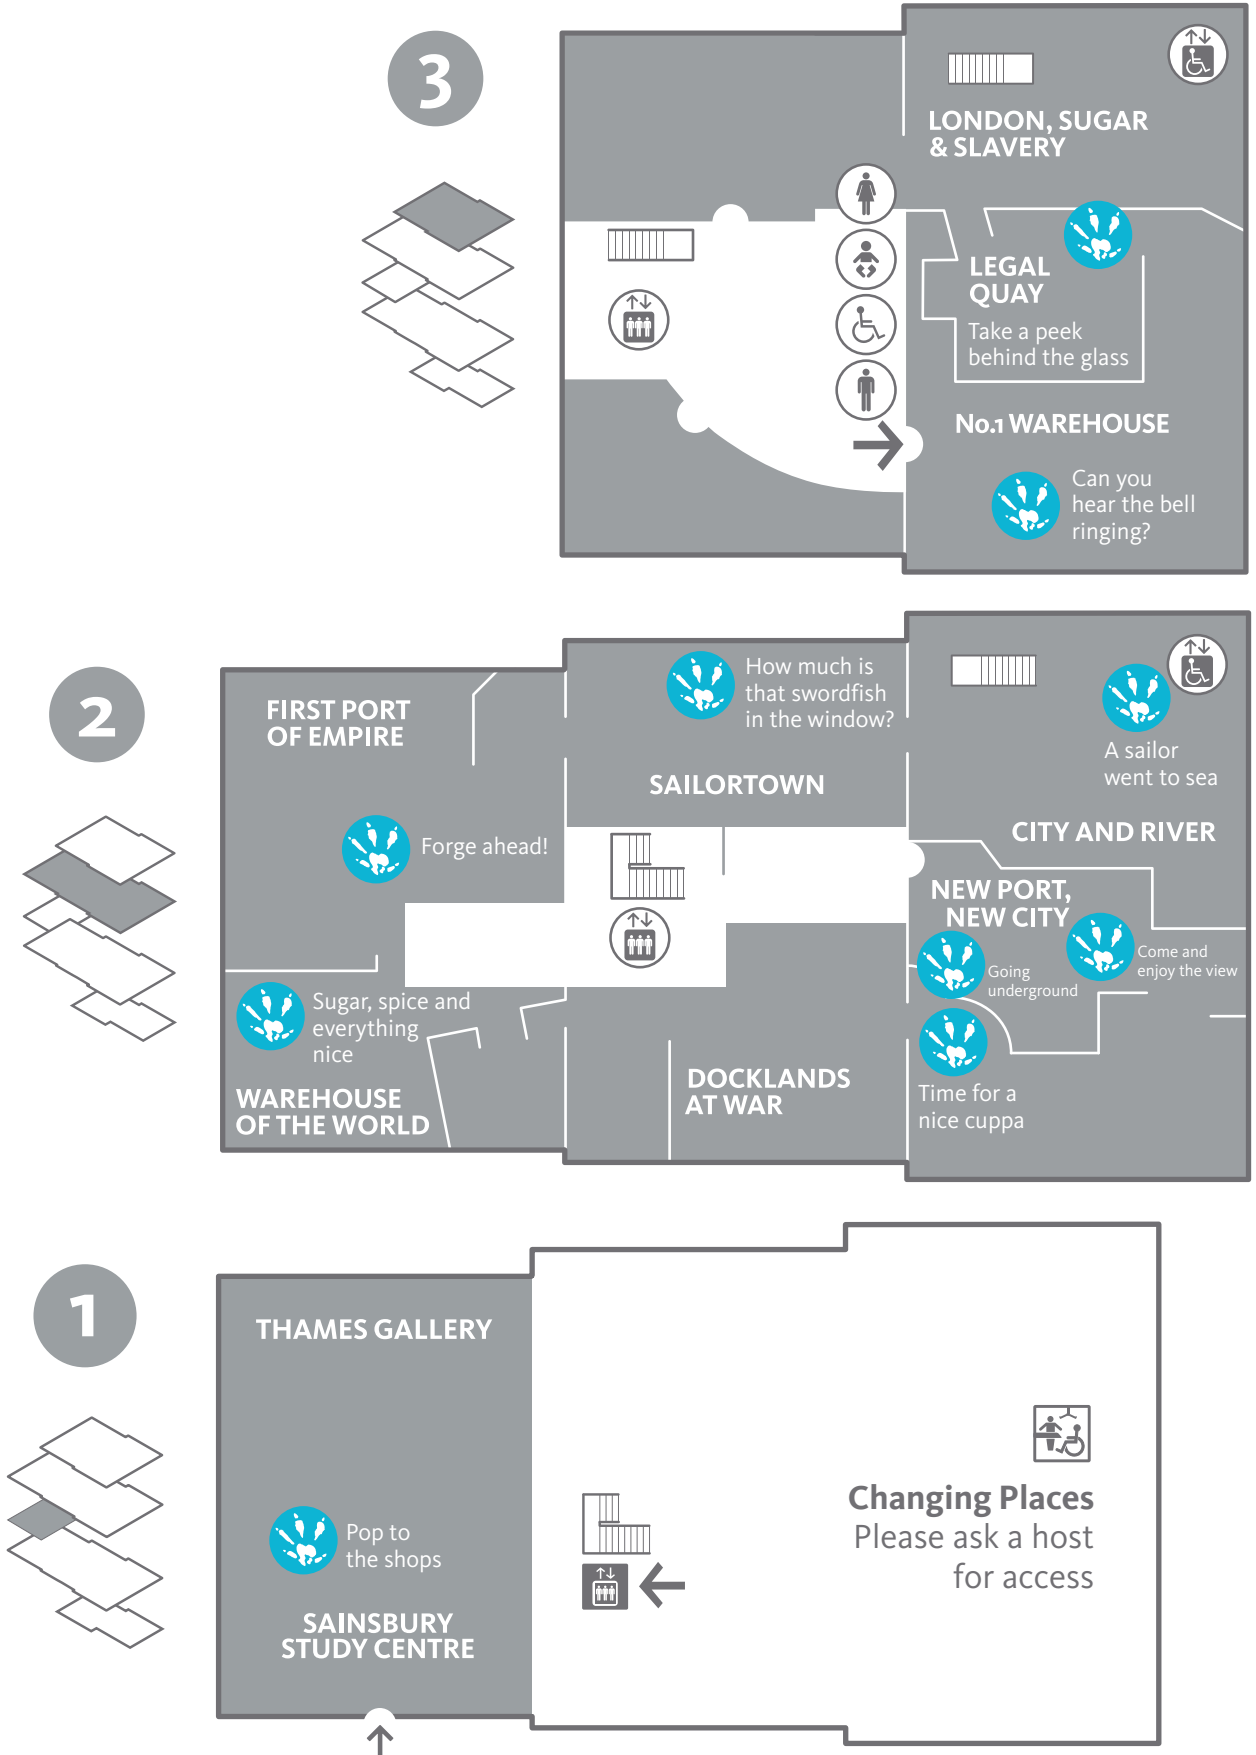 3
LONDON, SUGAR
& SLAVERY
LEGAL
QUAY
Take a peek
behind the glass
No.1 WAREHOUSE
Can you
hear the bell
ringing?
2
FIRST PORT
OF EMPIRE
How much is
that swordfish
in the window?
A sailor
went to sea
SAILORTOWN
Forge ahead!
CITY AND RIVER
NEW PORT,
NEW CITY
Going
underground
Come and
enjoy the view
Sugar, spice and
everything
nice
WAREHOUSE
OF THE WORLD
DOCKLANDS
AT WAR
Time for a
nice cuppa
1
THAMES GALLERY
Pop to
the shops
SAINSBURY
STUDY CENTRE
Changing Places
Please ask a host
for access